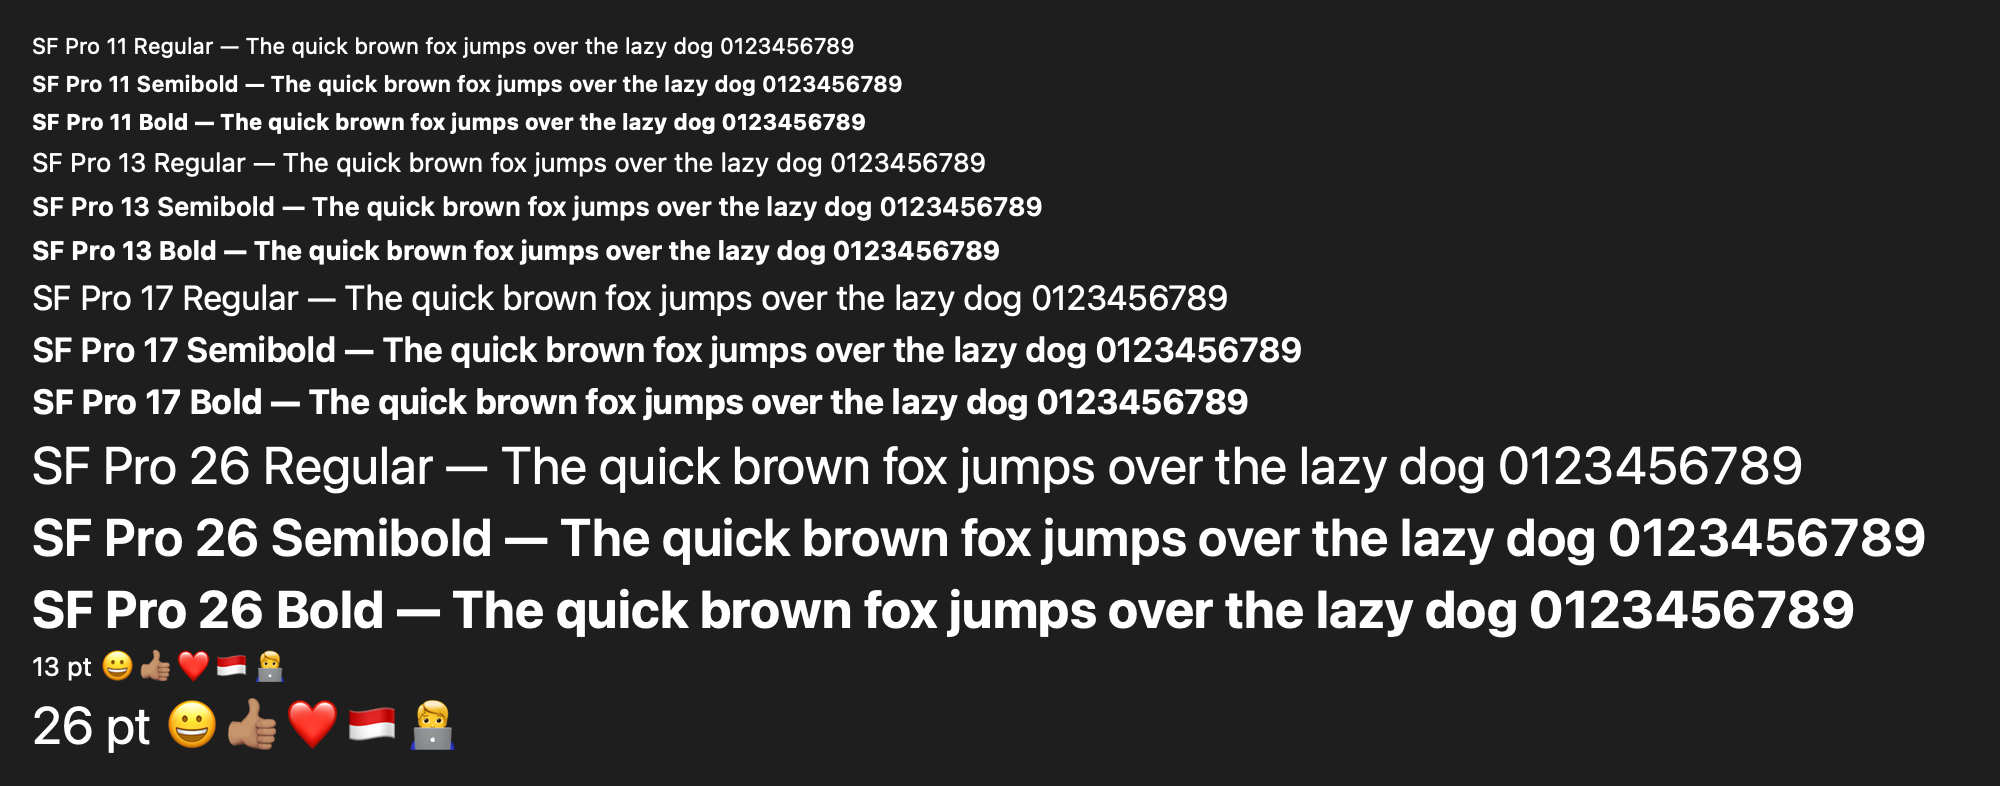 SF Pro 11 Regular — The quick brown fox jumps over the lazy dog 0123456789
SF Pro 11 Semibold — The quick brown fox jumps over the lazy dog 0123456789
SF Pro 11 Bold — The quick brown fox jumps over the lazy dog 0123456789
SF Pro 13 Regular — The quick brown fox jumps over the lazy dog 0123456789
SF Pro 13 Semibold — The quick brown fox jumps over the lazy dog 0123456789
SF Pro 13 Bold — The quick brown fox jumps over the lazy dog 0123456789
SF Pro 17 Regular — The quick brown fox jumps over the lazy dog 0123456789
SF Pro 17 Semibold — The quick brown fox jumps over the lazy dog 0123456789
SF Pro 17 Bold — The quick brown fox jumps over the lazy dog 0123456789
SF Pro 26 Regular — The quick brown fox jumps over the lazy dog 0123456789
SF Pro 26 Semibold — The quick brown fox jumps over the lazy dog 0123456789
SF Pro 26 Bold — The quick brown fox jumps over the lazy dog 0123456789
13 pt 😀👍🏽❤️🇮🇩🧑‍💻
26 pt 😀👍🏽❤️🇮🇩🧑‍💻